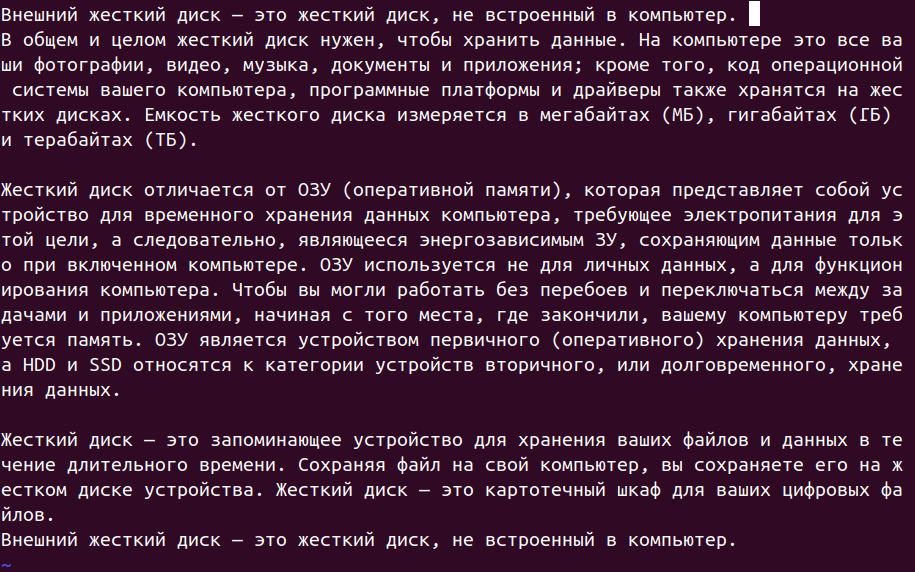 Внешний жесткий диск — это жесткий диск, не встроенный в компьютер.
В общем и целом жесткий диск нужен, чтобы хранить данные. На компьютере это все ва
ши фотографии, видео, музыка, документы и приложения; кроме того, код операционной
 системы вашего компьютера, программные платформы и драйверы также хранятся на жес
тких дисках. Емкость жесткого диска измеряется в мегабайтах (МБ), гигабайтах (ГБ)
и терабайтах (ТБ).

Жесткий диск отличается от ОЗУ (оперативной памяти), которая представляет собой ус
тройство для временного хранения данных компьютера, требующее электропитания для э
той цели, а следовательно, являющееся энергозависимым ЗУ, сохраняющим данные тольк
о при включенном компьютере. ОЗУ используется не для личных данных, а для функцион
ирования компьютера. Чтобы вы могли работать без перебоев и переключаться между за
дачами и приложениями, начиная с того места, где закончили, вашему компьютеру треб
уется память. ОЗУ является устройством первичного (оперативного) хранения данных,
а HDD и SSD относятся к категории устройств вторичного, или долговременного, хране
ния данных.

Жесткий диск — это запоминающее устройство для хранения ваших файлов и данных в те
чение длительного времени. Сохраняя файл на свой компьютер, вы сохраняете его на ж
естком диске устройства. Жесткий диск — это картотечный шкаф для ваших цифровых фа
йлов.
Внешний жесткий диск — это жесткий диск, не встроенный в компьютер.
~